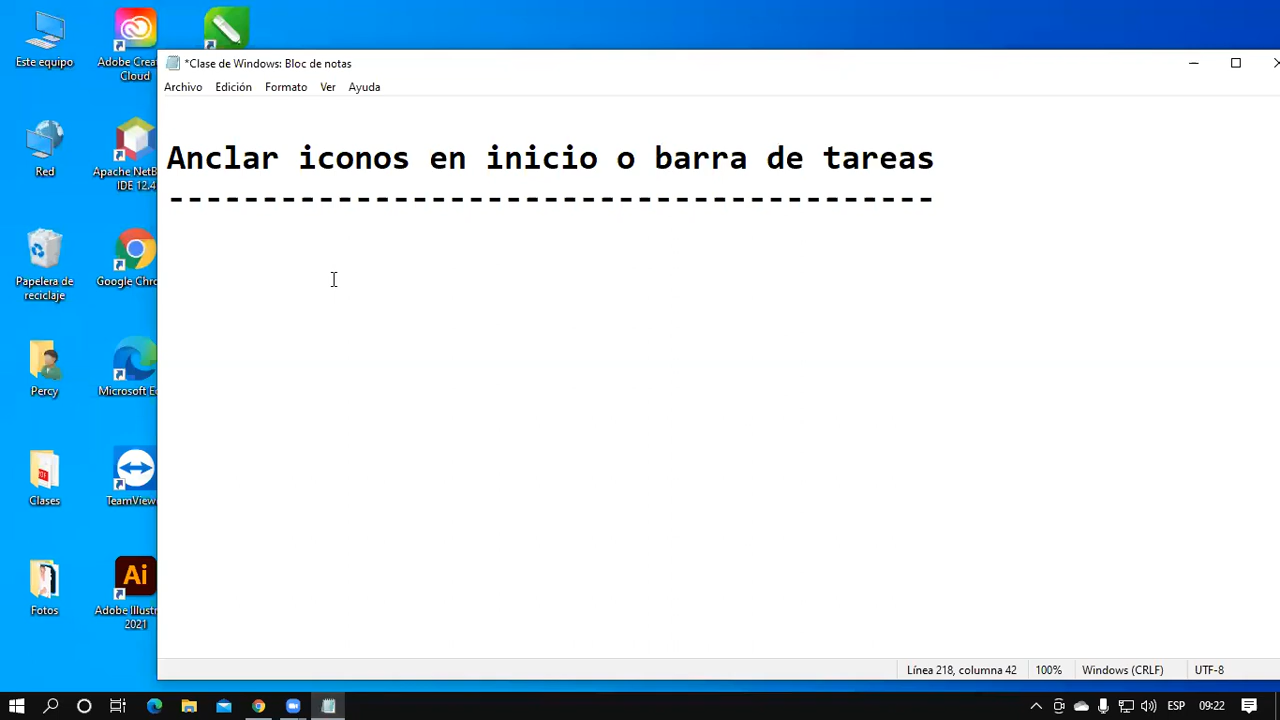 Este equipo
Adobe Crea
Cloud
*Clase de Windows: Bloc de notas
Archivo Edición Formato Ver Ayuda
Anclar iconos en inicio o barra de tareas
-----------------------------------------
Red
Apache NetB
IDE 12.4
Papelera de
reciclaje
Google Chro
Percy
Microsoft E
Clases
TeamView
Ai
Fotos
Adobe Illustr
2021
Línea 218, columna 42 100% Windows (CRLF) UTF-8
ESP 09:22